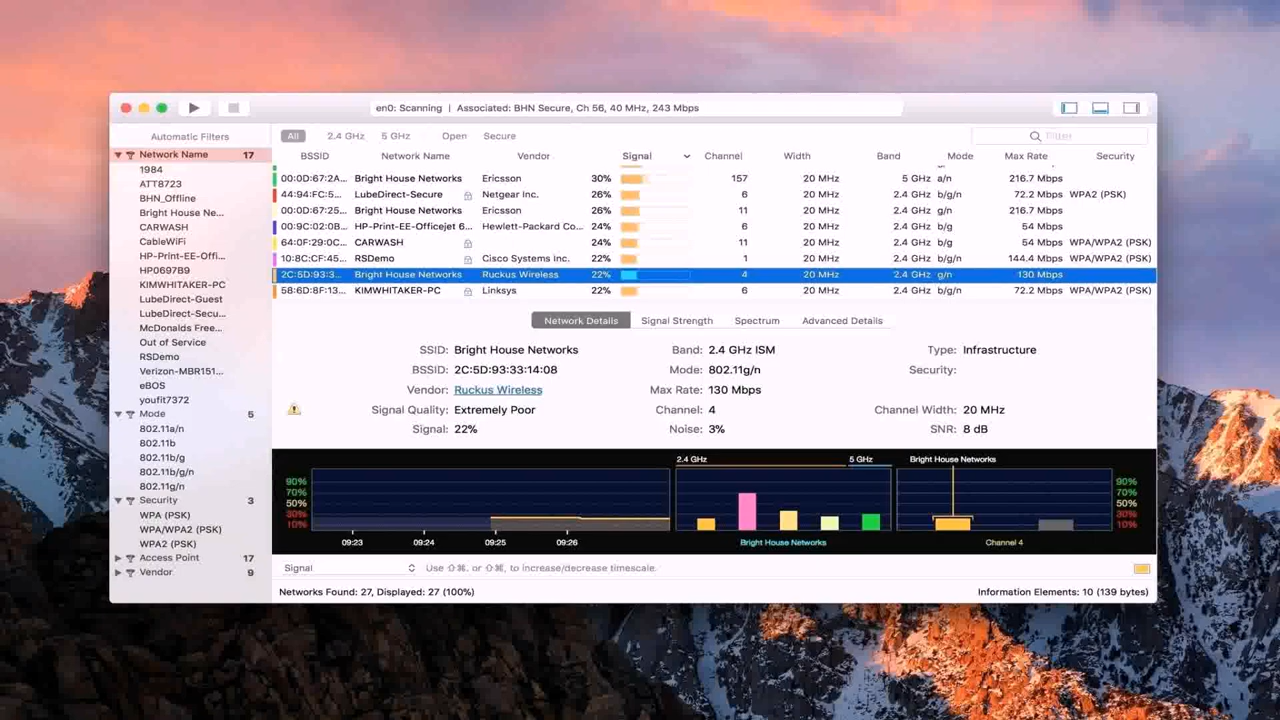 en0: Scanning | Associated: BHN Secure, Ch 56, 40 MHz, 243 Mbps
Automatic Filters
Network Name 17
1984
ATT8723
BHN_Offline
Bright House Ne...
CARWASH
CableWiFi
HP-Print-EE-Offi...
HP0697B9
KIMWHITAKER-PC
LubeDirect-Guest
LubeDirect-Secu...
McDonalds Free...
Out of Service
RSDemo
Verizon-MBR151...
eBOS
youfit7372
Mode 5
802.11a/n
802.11b
802.11b/g
802.11b/g/n
802.11g/n
Security 3
WPA (PSK)
WPA/WPA2 (PSK)
WPA2 (PSK)
Access Point 17
Vendor 9
All 2.4 GHz 5 GHz Open Secure Filter
BSSID Network Name Vendor Signal Channel Width Band Mode Max Rate Security
00:0D:67:2A... Bright House Networks Ericsson 30% 157 20 MHz 5 GHz a/n 216.7 Mbps
44:94:FC:5... LubeDirect-Secure Netgear Inc. 26% 6 20 MHz 2.4 GHz b/g/n 72.2 Mbps WPA2 (PSK)
00:0D:67:25... Bright House Networks Ericsson 26% 11 20 MHz 2.4 GHz g/n 216.7 Mbps
00:9C:02:0B... HP-Print-EE-Officejet 6... Hewlett-Packard Co... 24% 6 20 MHz 2.4 GHz b/g 54 Mbps
64:0F:29:0C... CARWASH 24% 11 20 MHz 2.4 GHz b/g 54 Mbps WPA/WPA2 (PSK)
10:8C:CF:45... RSDemo Cisco Systems Inc. 22% 1 20 MHz 2.4 GHz b/g/n 144.4 Mbps WPA/WPA2 (PSK)
2C:5D:93:3... Bright House Networks Ruckus Wireless 22% 4 20 MHz 2.4 GHz g/n 130 Mbps
58:6D:8F:13... KIMWHITAKER-PC Linksys 22% 6 20 MHz 2.4 GHz b/g/n 72.2 Mbps WPA/WPA2 (PSK)
Network Details Signal Strength Spectrum Advanced Details
SSID: Bright House Networks Band: 2.4 GHz ISM Type: Infrastructure
BSSID: 2C:5D:93:33:14:08 Mode: 802.11g/n Security:
Vendor: Ruckus Wireless Max Rate: 130 Mbps
Signal Quality: Extremely Poor Channel: 4 Channel Width: 20 MHz
Signal: 22% Noise: 3% SNR: 8 dB
2.4 GHz 5 GHz Bright House Networks
90% 90%
70% 70%
50% 50%
30% 30%
10% 10%
09:23 09:24 09:25 09:26 Bright House Networks Channel 4
Signal Use ⇧⌘. or ⇧⌘, to increase/decrease timescale.
Networks Found: 27, Displayed: 27 (100%) Information Elements: 10 (139 bytes)